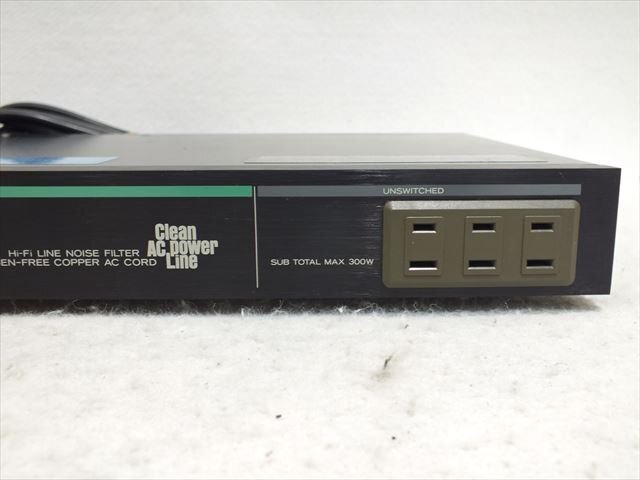 UNSWITCHED
Hi-Fi LINE NOISE FILTER
EN-FREE COPPER AC CORD
Clean
AC power
Line
SUB TOTAL MAX 300W